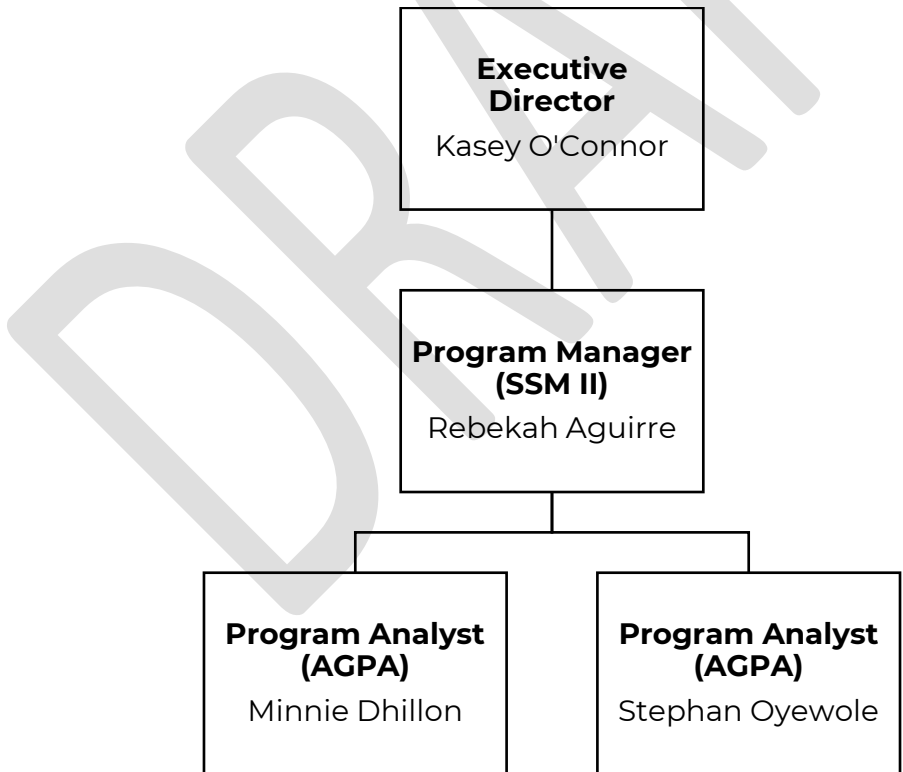 Executive
Director
Kasey O'Connor
Program Manager
(SSM II)
Rebekah Aguirre
Program Analyst
(AGPA)
Minnie Dhillon
Program Analyst
(AGPA)
Stephan Oyewole
DRA